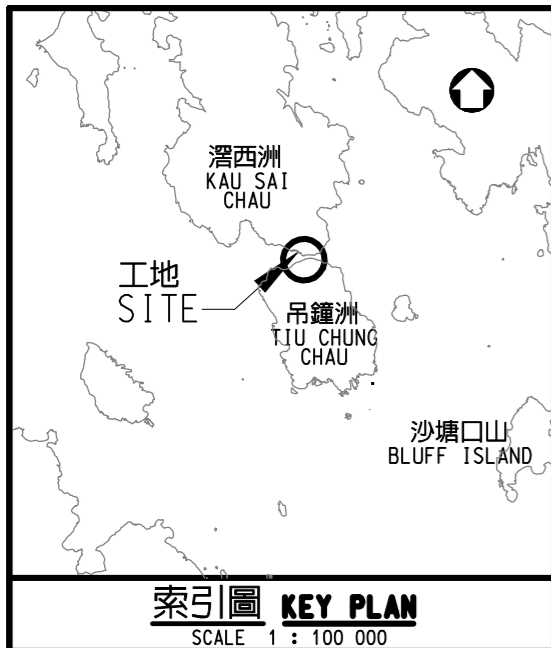 滘西洲
KAU SAI
CHAU
工地
SITE
吊鐘洲
TIU CHUNG
CHAU
沙塘口山
BLUFF ISLAND
索引圖 KEY PLAN
SCALE 1 : 100 000